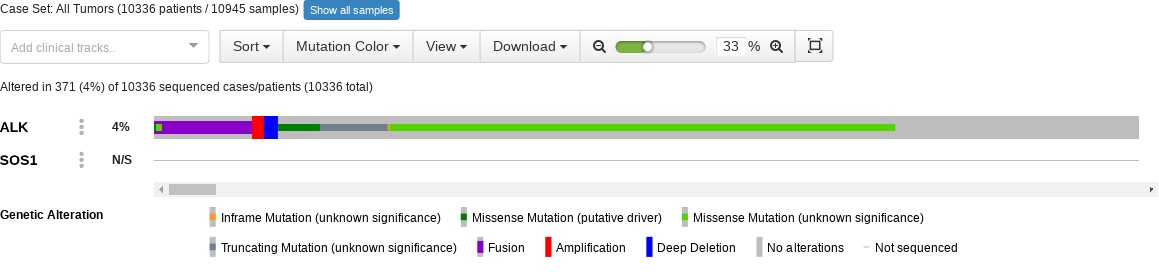 Case Set: All Tumors (10336 patients / 10945 samples) Show all samples
Add clinical tracks.. Sort Mutation Color View Download 33 %
Altered in 371 (4%) of 10336 sequenced cases/patients (10336 total)
ALK 4%
SOS1 N/S
Genetic Alteration Inframe Mutation (unknown significance) Missense Mutation (putative driver) Missense Mutation (unknown significance)
Truncating Mutation (unknown significance) Fusion Amplification Deep Deletion No alterations Not sequenced